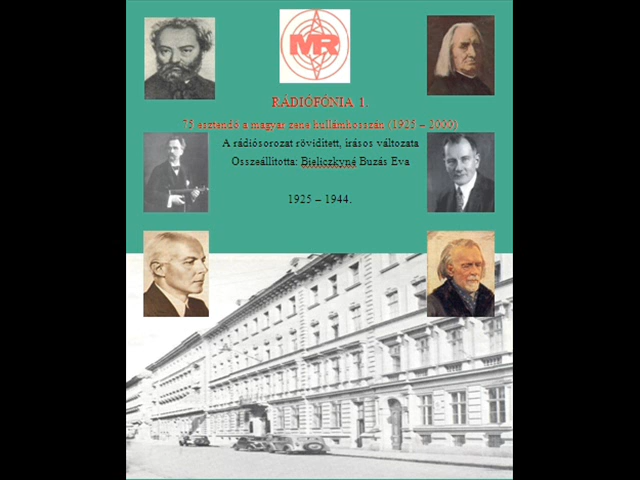 MR
RÁDIÓFÓNIA 1.
75 esztendő a magyar zene hullámhosszán (1925 – 2000)
A rádiósorozat rövidített, írásos változata
Összeállította: Bieliczkyné Buzás Éva
1925 – 1944.